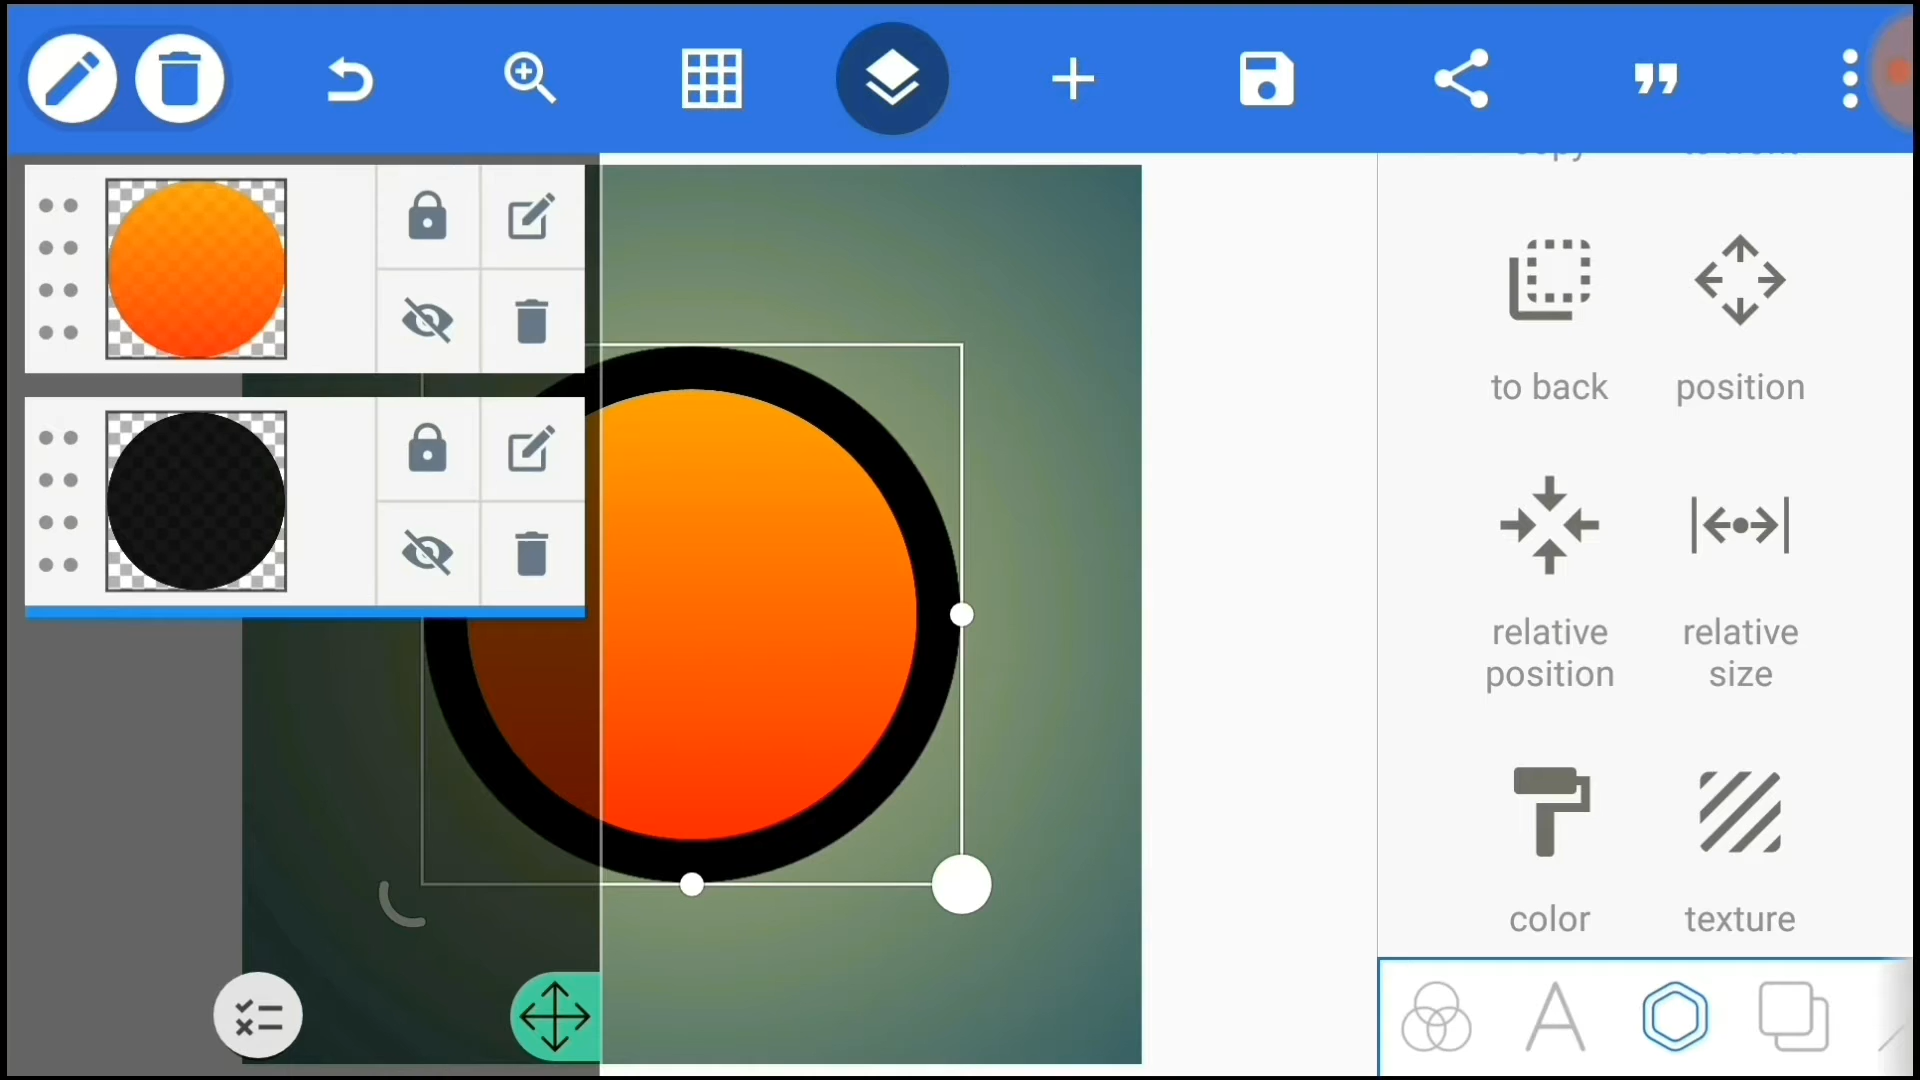 to back
position
relative
position
relative
size
color
texture